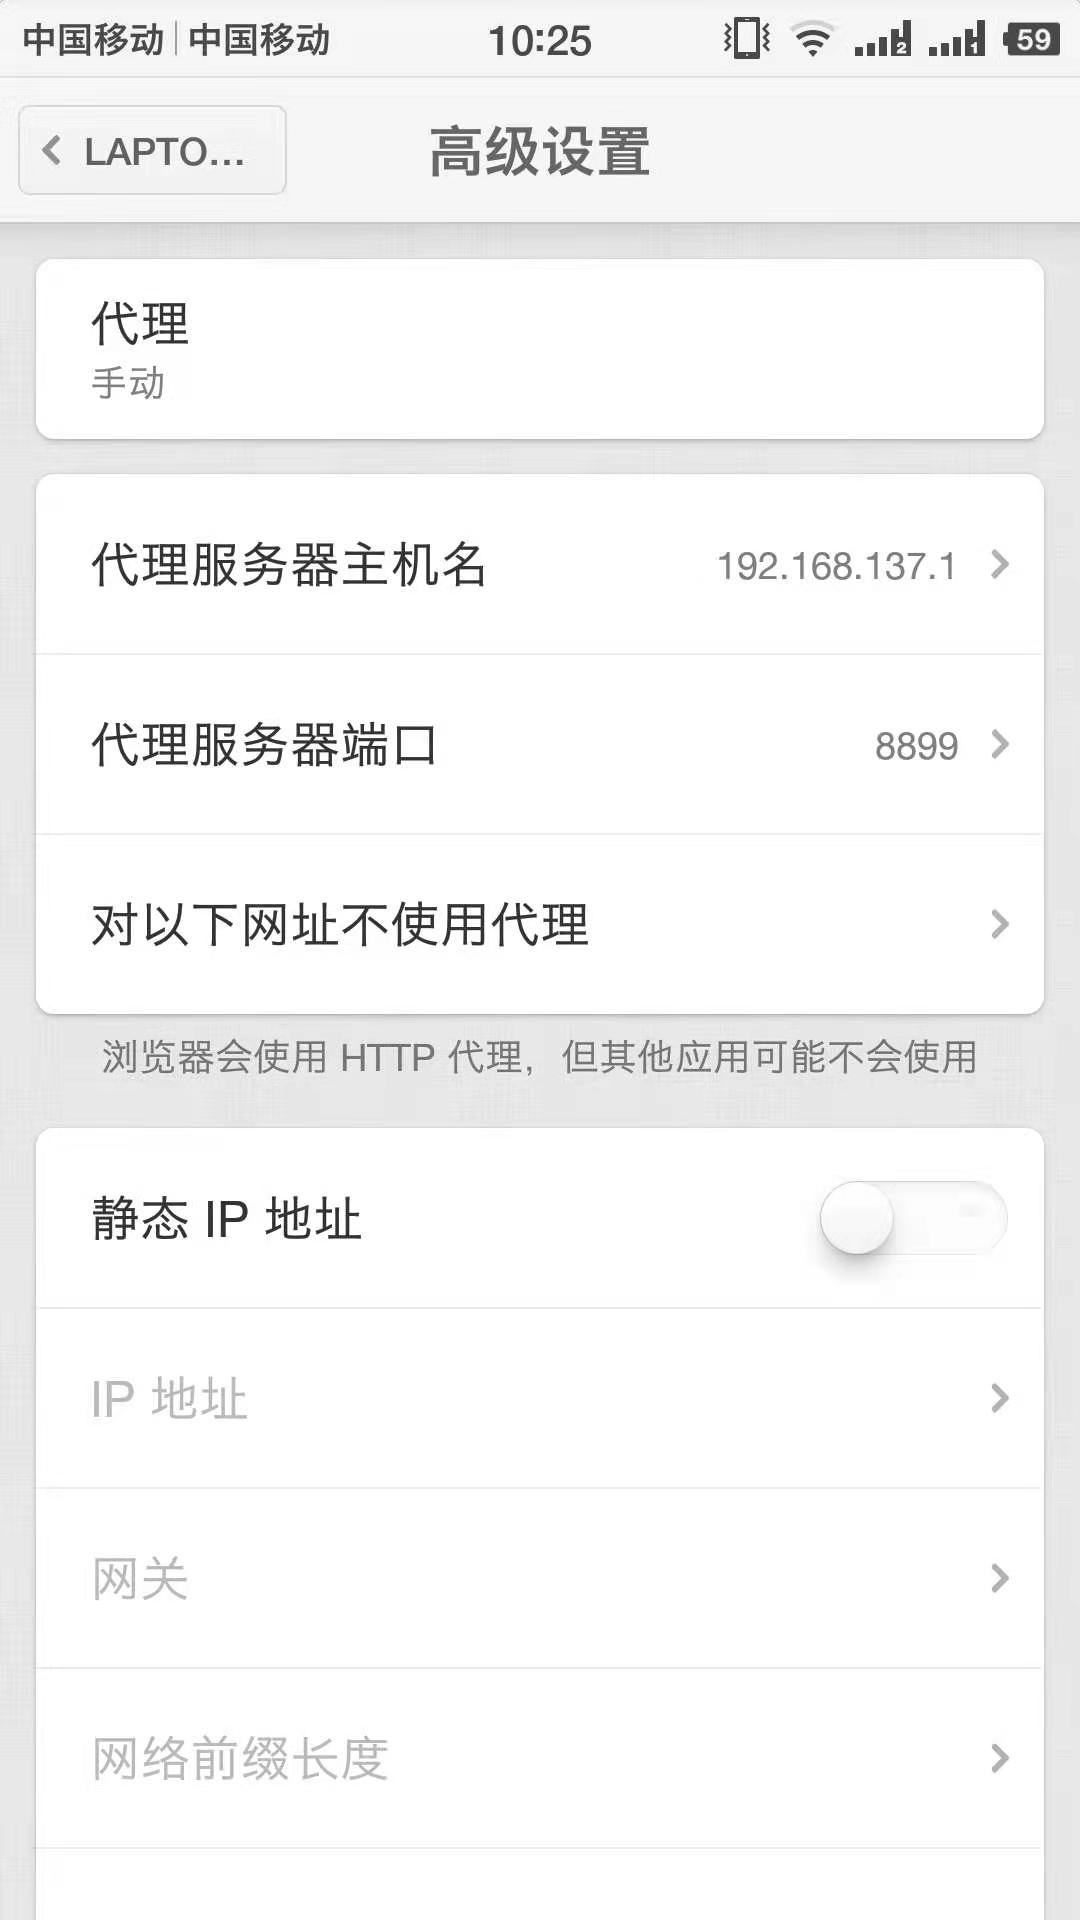 中国移动 中国移动 10:25 2 1 59
LAPTO... 高级设置
代理
手动
代理服务器主机名 192.168.137.1
代理服务器端口 8899
对以下网址不使用代理
浏览器会使用 HTTP 代理，但其他应用可能不会使用
静态 IP 地址
IP 地址
网关
网络前缀长度